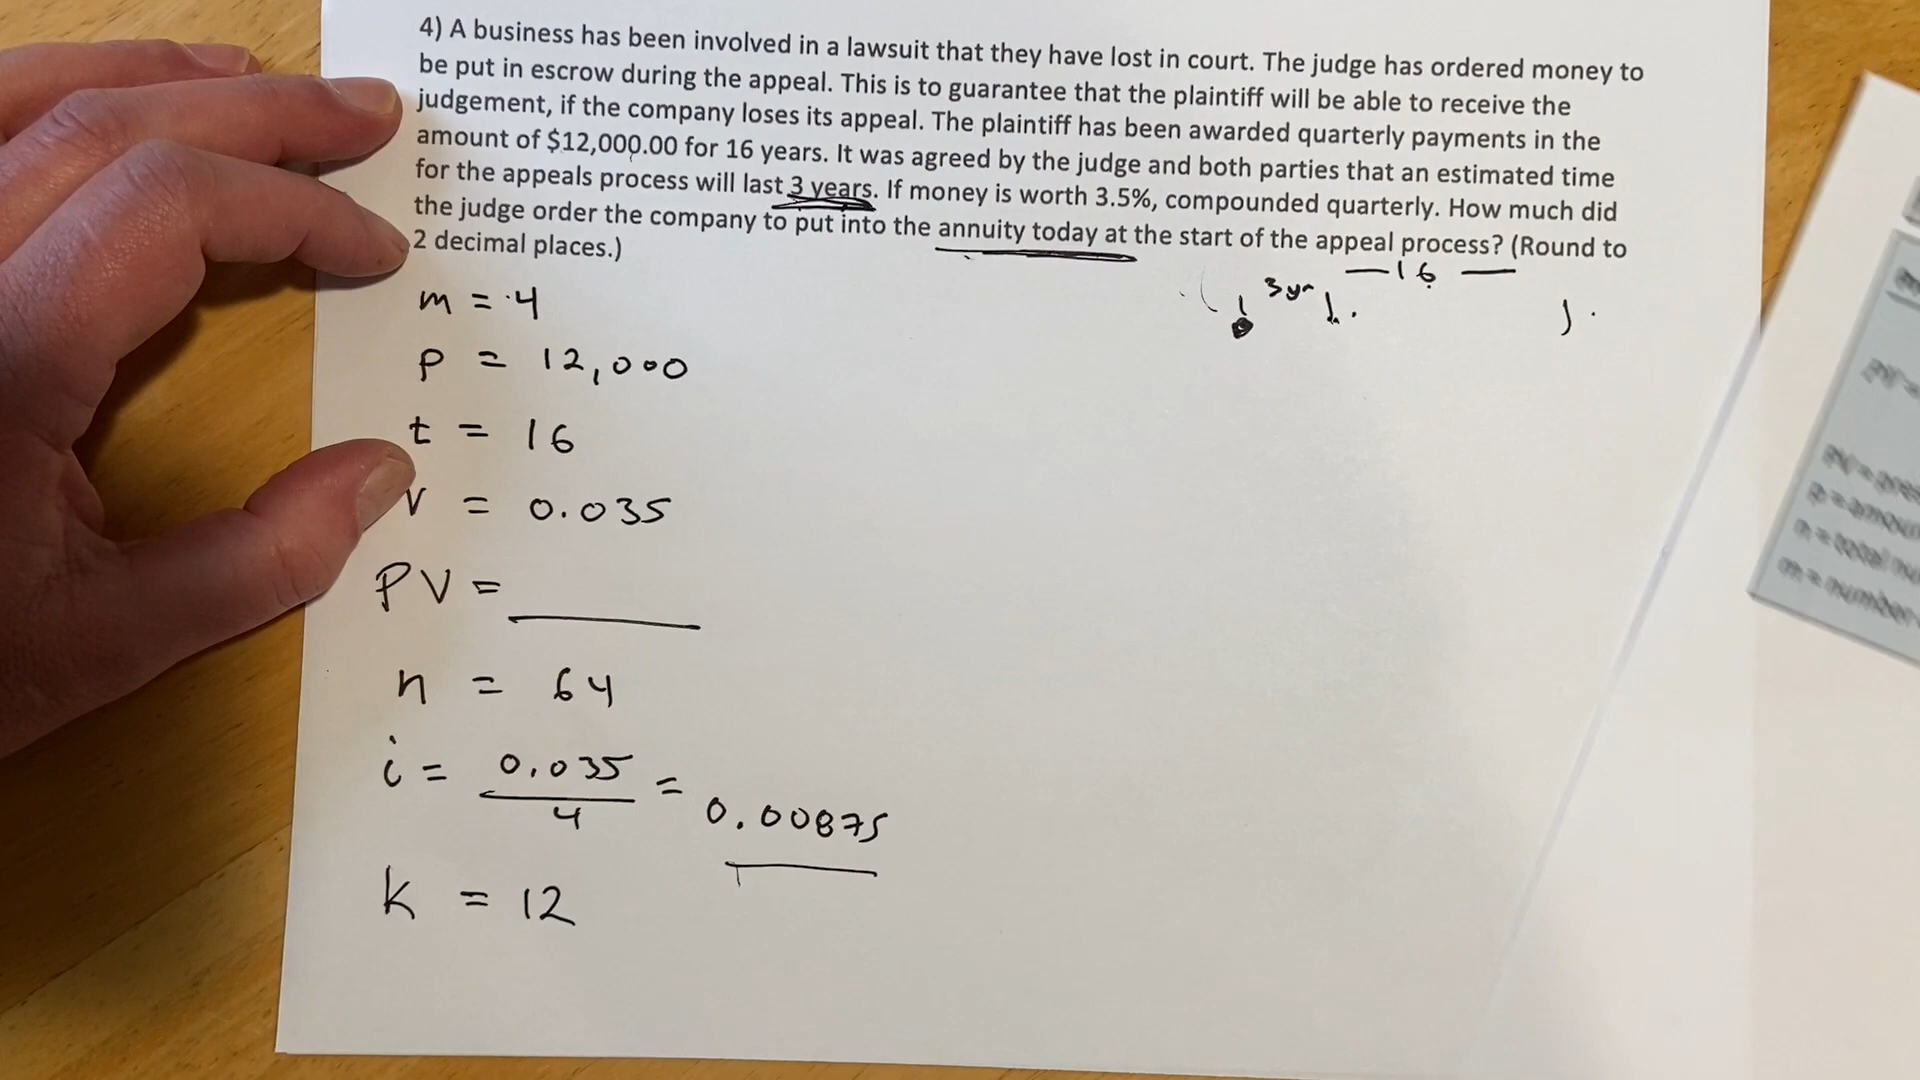 4) A business has been involved in a lawsuit that they have lost in court. The judge has ordered money to
be put in escrow during the appeal. This is to guarantee that the plaintiff will be able to receive the
judgement, if the company loses its appeal. The plaintiff has been awarded quarterly payments in the
amount of $12,000.00 for 16 years. It was agreed by the judge and both parties that an estimated time
for the appeals process will last 3 years. If money is worth 3.5%, compounded quarterly. How much did
the judge order the company to put into the annuity today at the start of the appeal process? (Round to
2 decimal places.)
3yr
16
m = 4
P = 12,000
t = 16
= 0.035
PV =
n = 64
i = 0.035 / 4 = 0.00875
k = 12
PV =
n = total
m = number